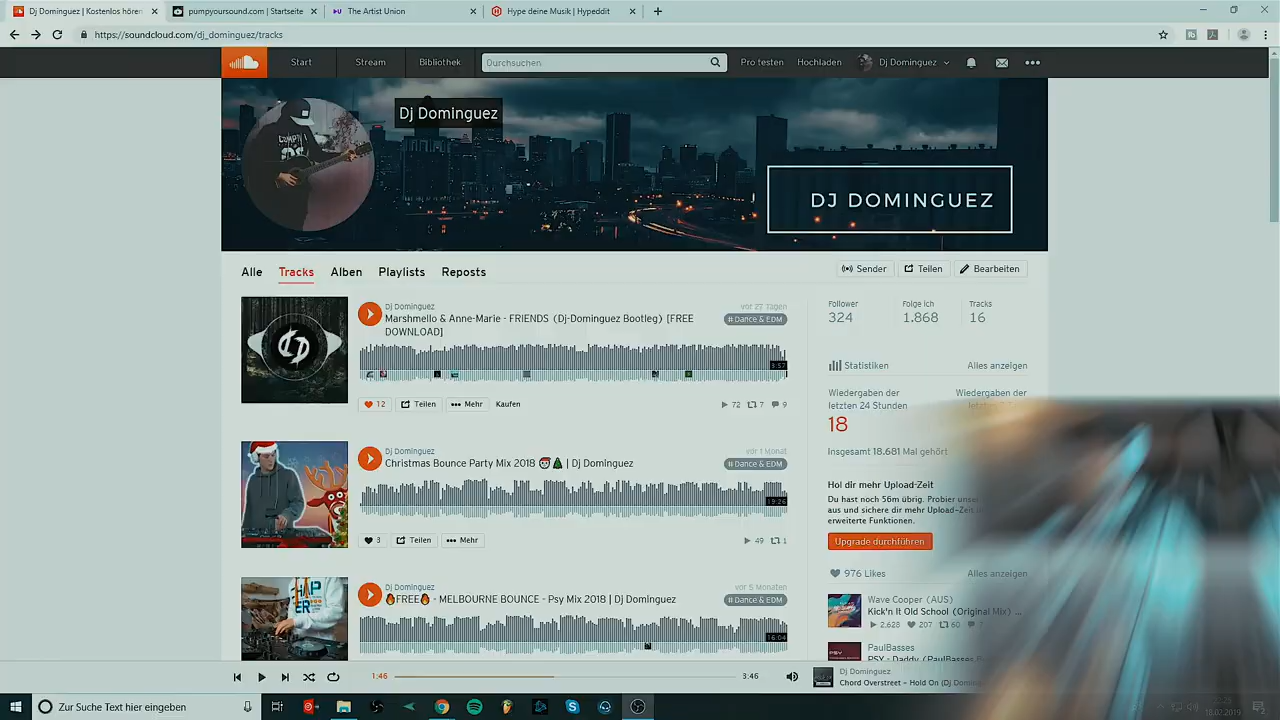 Dj Dominguez | Kostenlos hören
pumpyoursound.com | Startseite
The Artist Union
Hype deine Musik | Hypeddit
https://soundcloud.com/dj_dominguez/tracks
Start
Stream
Bibliothek
Durchsuchen
Pro testen
Hochladen
Dj Dominguez
Dj Dominguez
DJ DOMINGUEZ
Alle
Tracks
Alben
Playlists
Reposts
Sender
Teilen
Bearbeiten
Dj Dominguez
vor 27 Tagen
Marshmello & Anne-Marie - FRIENDS (Dj-Dominguez Bootleg) [FREE
DOWNLOAD]
# Dance & EDM
3:57
12
Teilen
Mehr
Kaufen
72
7
9
Dj Dominguez
vor 1 Monat
Christmas Bounce Party Mix 2018 🎅🎄 | Dj Dominguez
# Dance & EDM
19:26
3
Teilen
Mehr
49
1
Dj Dominguez
vor 5 Monaten
🔥FREE🔥 - MELBOURNE BOUNCE - Psy Mix 2018 | Dj Dominguez
# Dance & EDM
16:04
Follower
324
Folge ich
1.868
Tracks
16
Statistiken
Alles anzeigen
Wiedergaben der
letzten 24 Stunden
18
Wiedergaben der
Insgesamt 18.681 Mal gehört
Hol dir mehr Upload-Zeit
Du hast noch 56m übrig. Probier
aus und sichere dir mehr Upload-Zeit
erweiterte Funktionen.
Upgrade durchführen
976 Likes
Alles anzeigen
Wave Cooper (AUS)
Kick'n It Old School (Original Mix) ...
2,628
207
60
PaulBasses
PSY - Daddy (PaulBasses
1:46
3:46
Dj Dominguez
Chord Overstreet - Hold On (Dj Domin
Zur Suche Text hier eingeben
18.02.2019